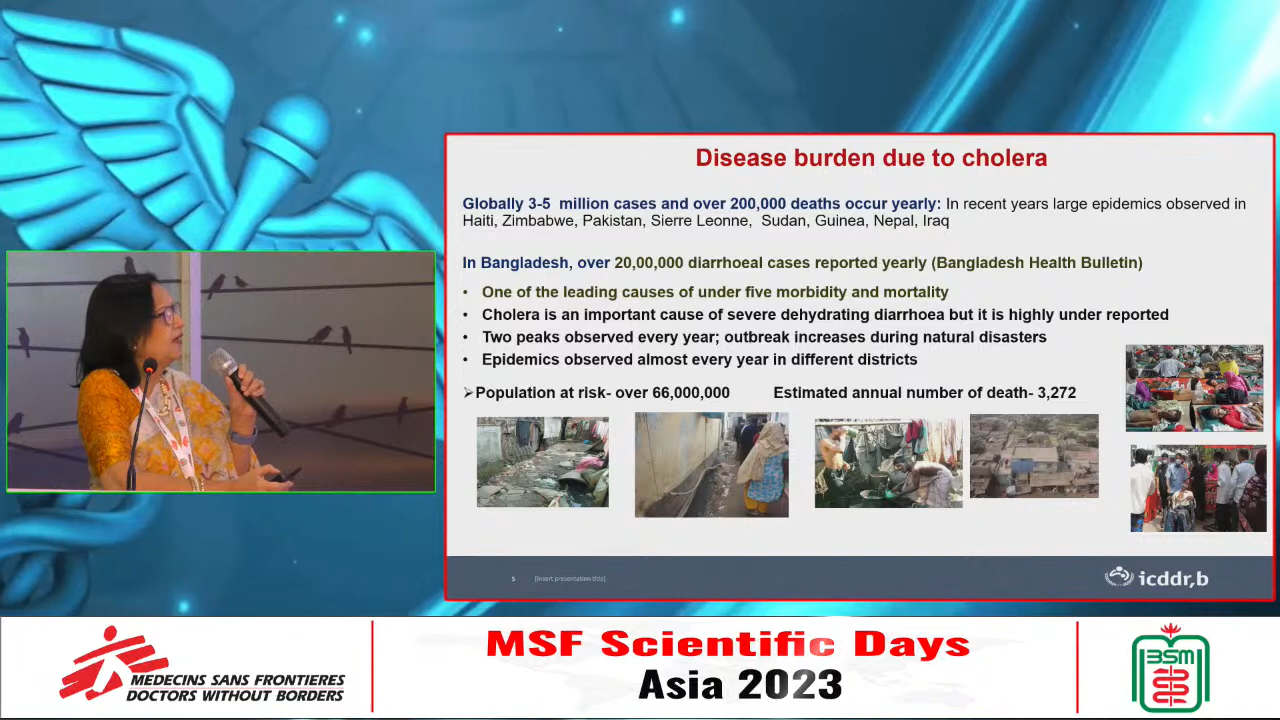 Disease burden due to cholera
Globally 3-5 million cases and over 200,000 deaths occur yearly: In recent years large epidemics observed in
Haiti, Zimbabwe, Pakistan, Sierre Leonne, Sudan, Guinea, Nepal, Iraq
In Bangladesh, over 20,00,000 diarrhoeal cases reported yearly (Bangladesh Health Bulletin)
• One of the leading causes of under five morbidity and mortality
• Cholera is an important cause of severe dehydrating diarrhoea but it is highly under reported
• Two peaks observed every year; outbreak increases during natural disasters
• Epidemics observed almost every year in different districts
➢Population at risk- over 66,000,000 Estimated annual number of death- 3,272
5 [Insert presentation title]
icddr,b
MEDECINS SANS FRONTIERES
DOCTORS WITHOUT BORDERS
MSF Scientific Days
Asia 2023
BSM